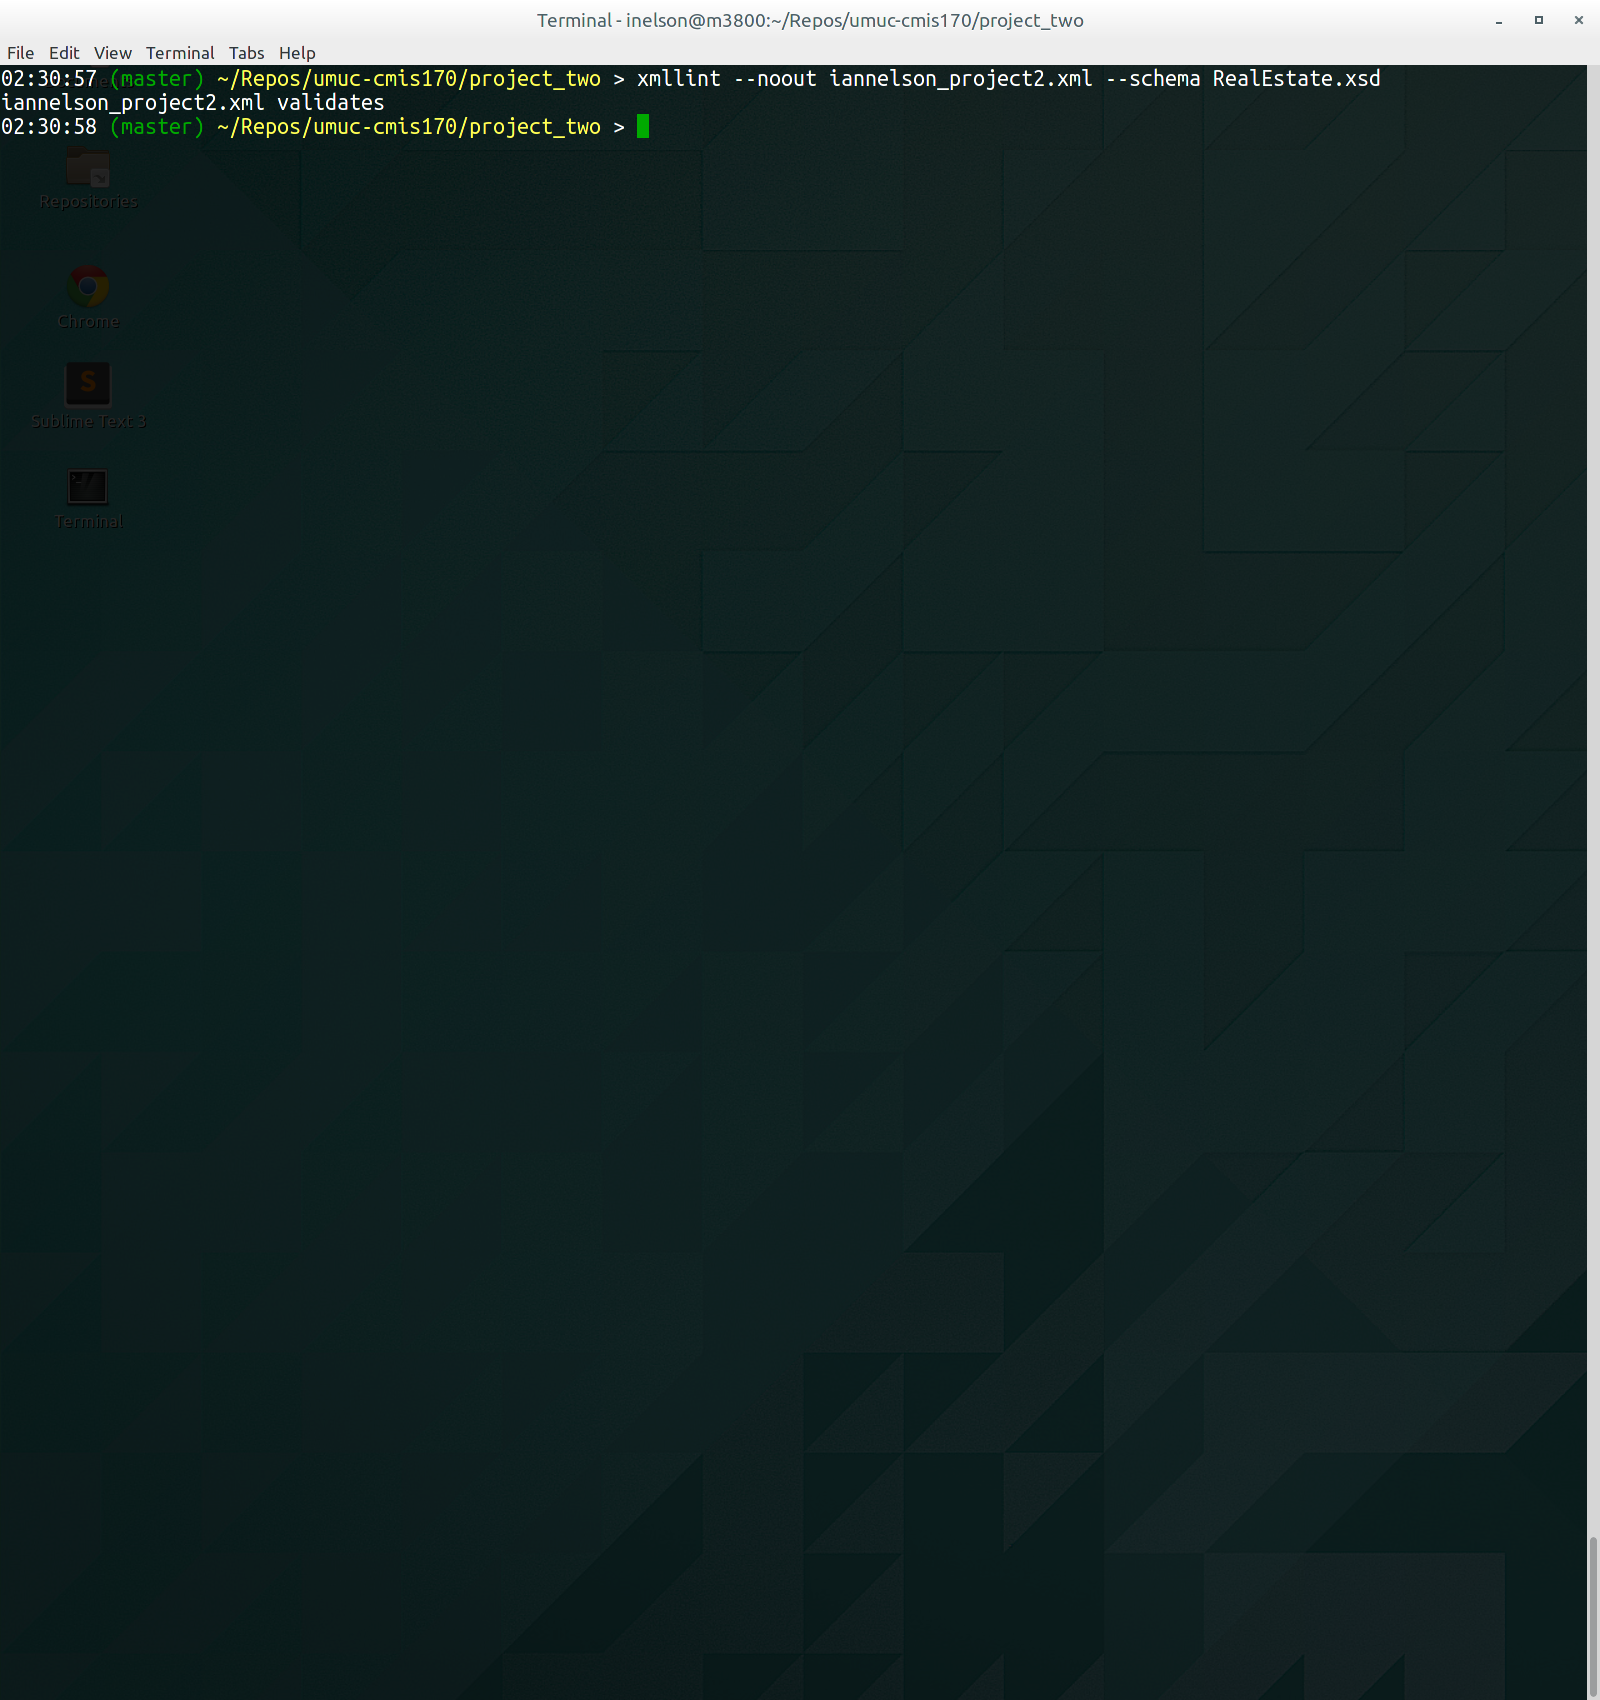 Terminal - inelson@m3800:~/Repos/umuc-cmis170/project_two
File Edit View Terminal Tabs Help
02:30:57 (master) ~/Repos/umuc-cmis170/project_two > xmllint --noout iannelson_project2.xml --schema RealEstate.xsd
iannelson_project2.xml validates
02:30:58 (master) ~/Repos/umuc-cmis170/project_two >
Repositories
Chrome
S
Sublime Text 3
Terminal